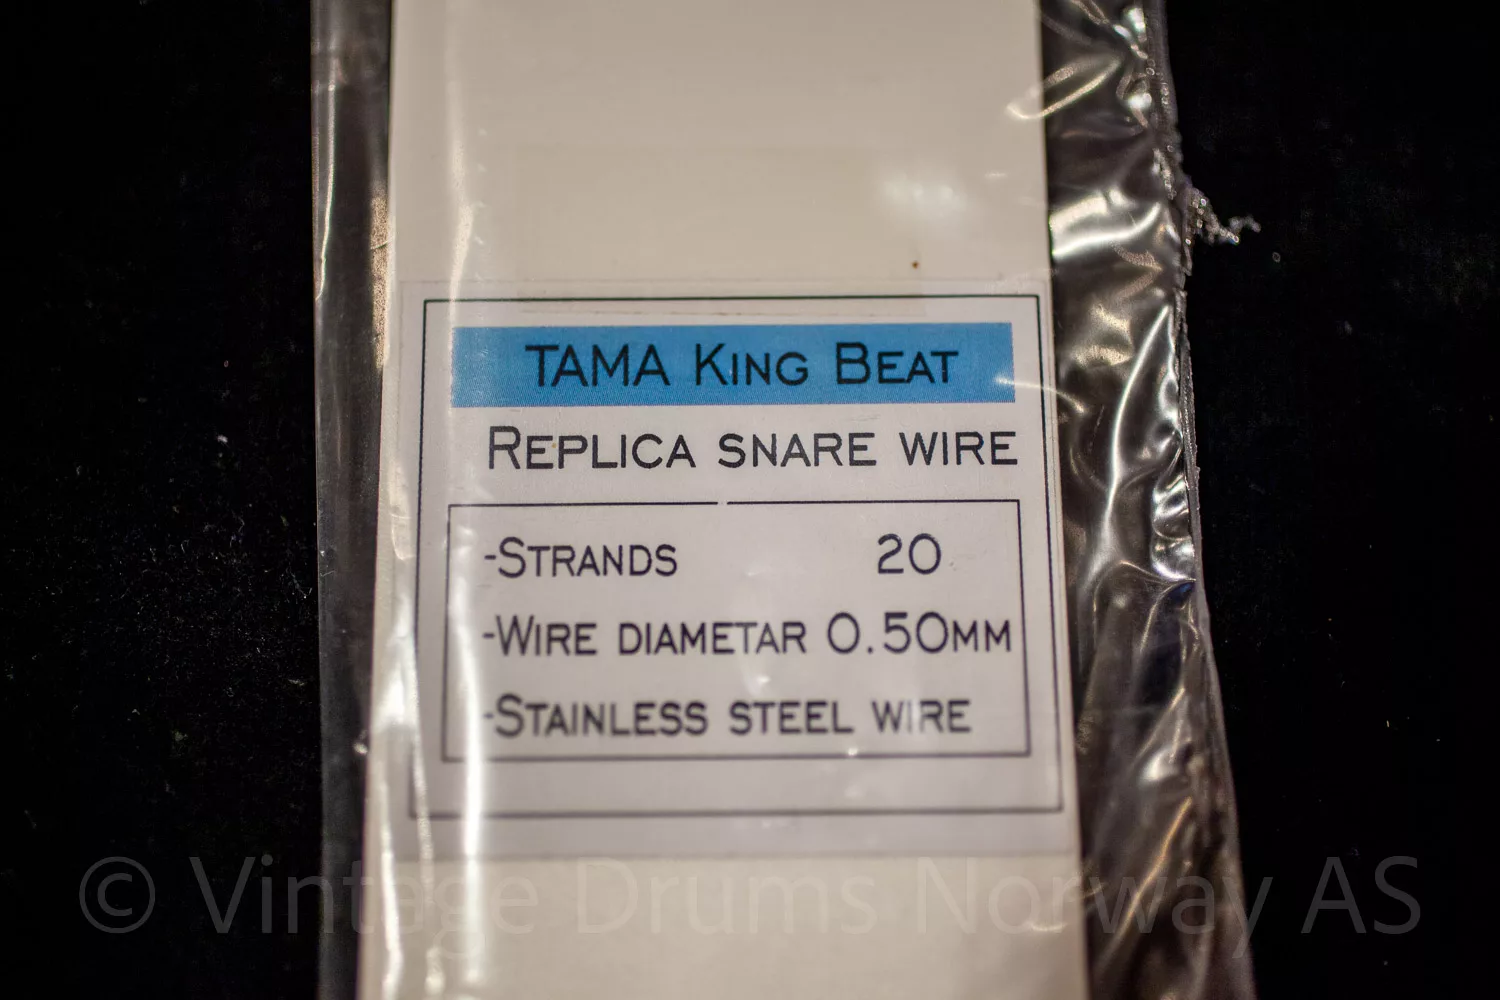 TAMA King Beat
Replica snare wire
-Strands 20
-Wire diametar 0.50mm
-Stainless steel wire
© Vintage Drums Norway AS